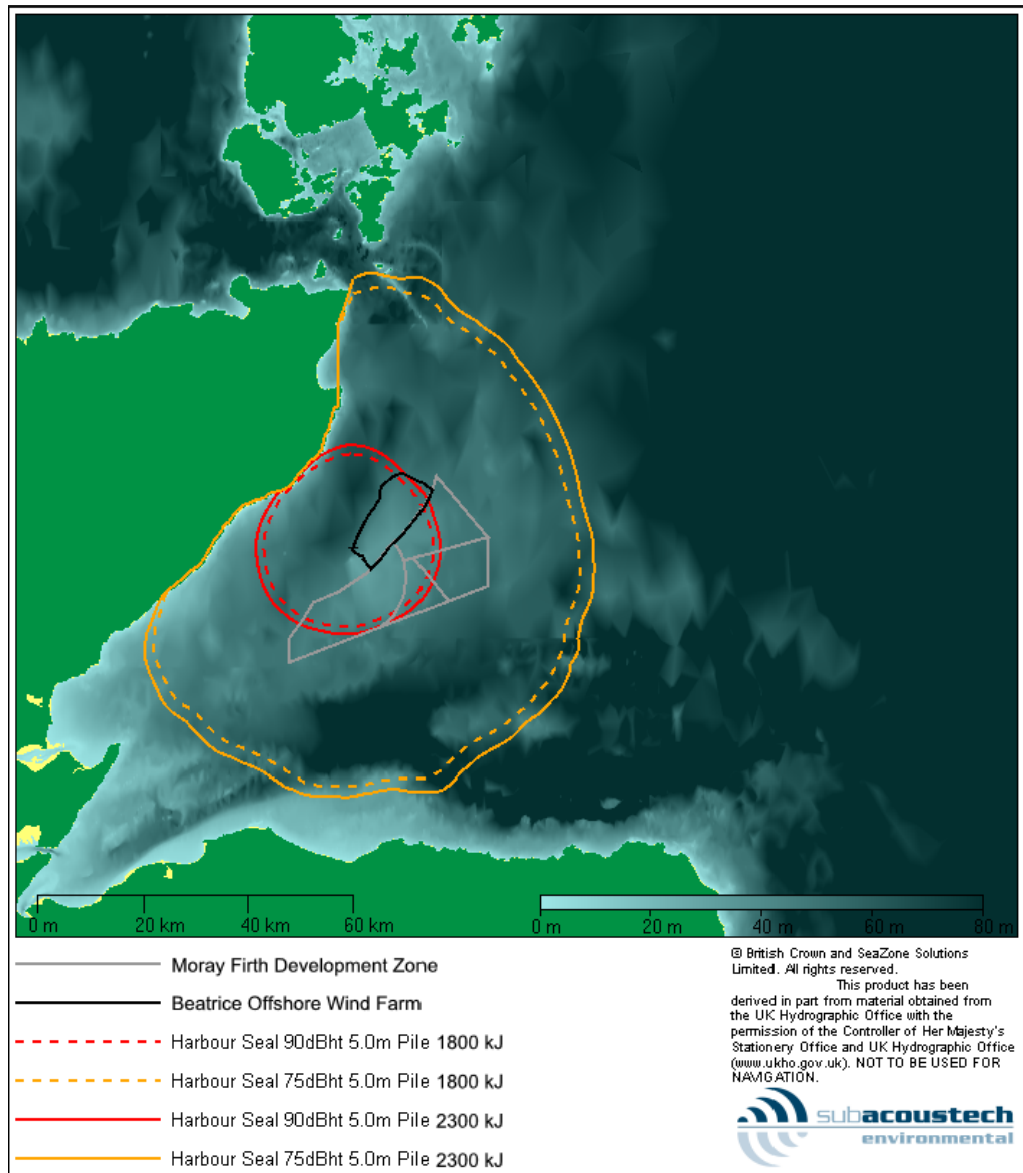 0 m 20 km 40 km 60 km 0 m 20 m 40 m 60 m 80 m
Moray Firth Development Zone
Beatrice Offshore Wind Farm
Harbour Seal 90dBht 5.0m Pile 1800 kJ
Harbour Seal 75dBht 5.0m Pile 1800 kJ
Harbour Seal 90dBht 5.0m Pile 2300 kJ
Harbour Seal 75dBht 5.0m Pile 2300 kJ
© British Crown and SeaZone Solutions
Limited. All rights reserved.
This product has been
derived in part from material obtained from
the UK Hydrographic Office with the
permission of the Controller of Her Majesty's
Stationery Office and UK Hydrographic Office
(www.ukho.gov.uk). NOT TO BE USED FOR
NAVIGATION.
subacoustech
environmental